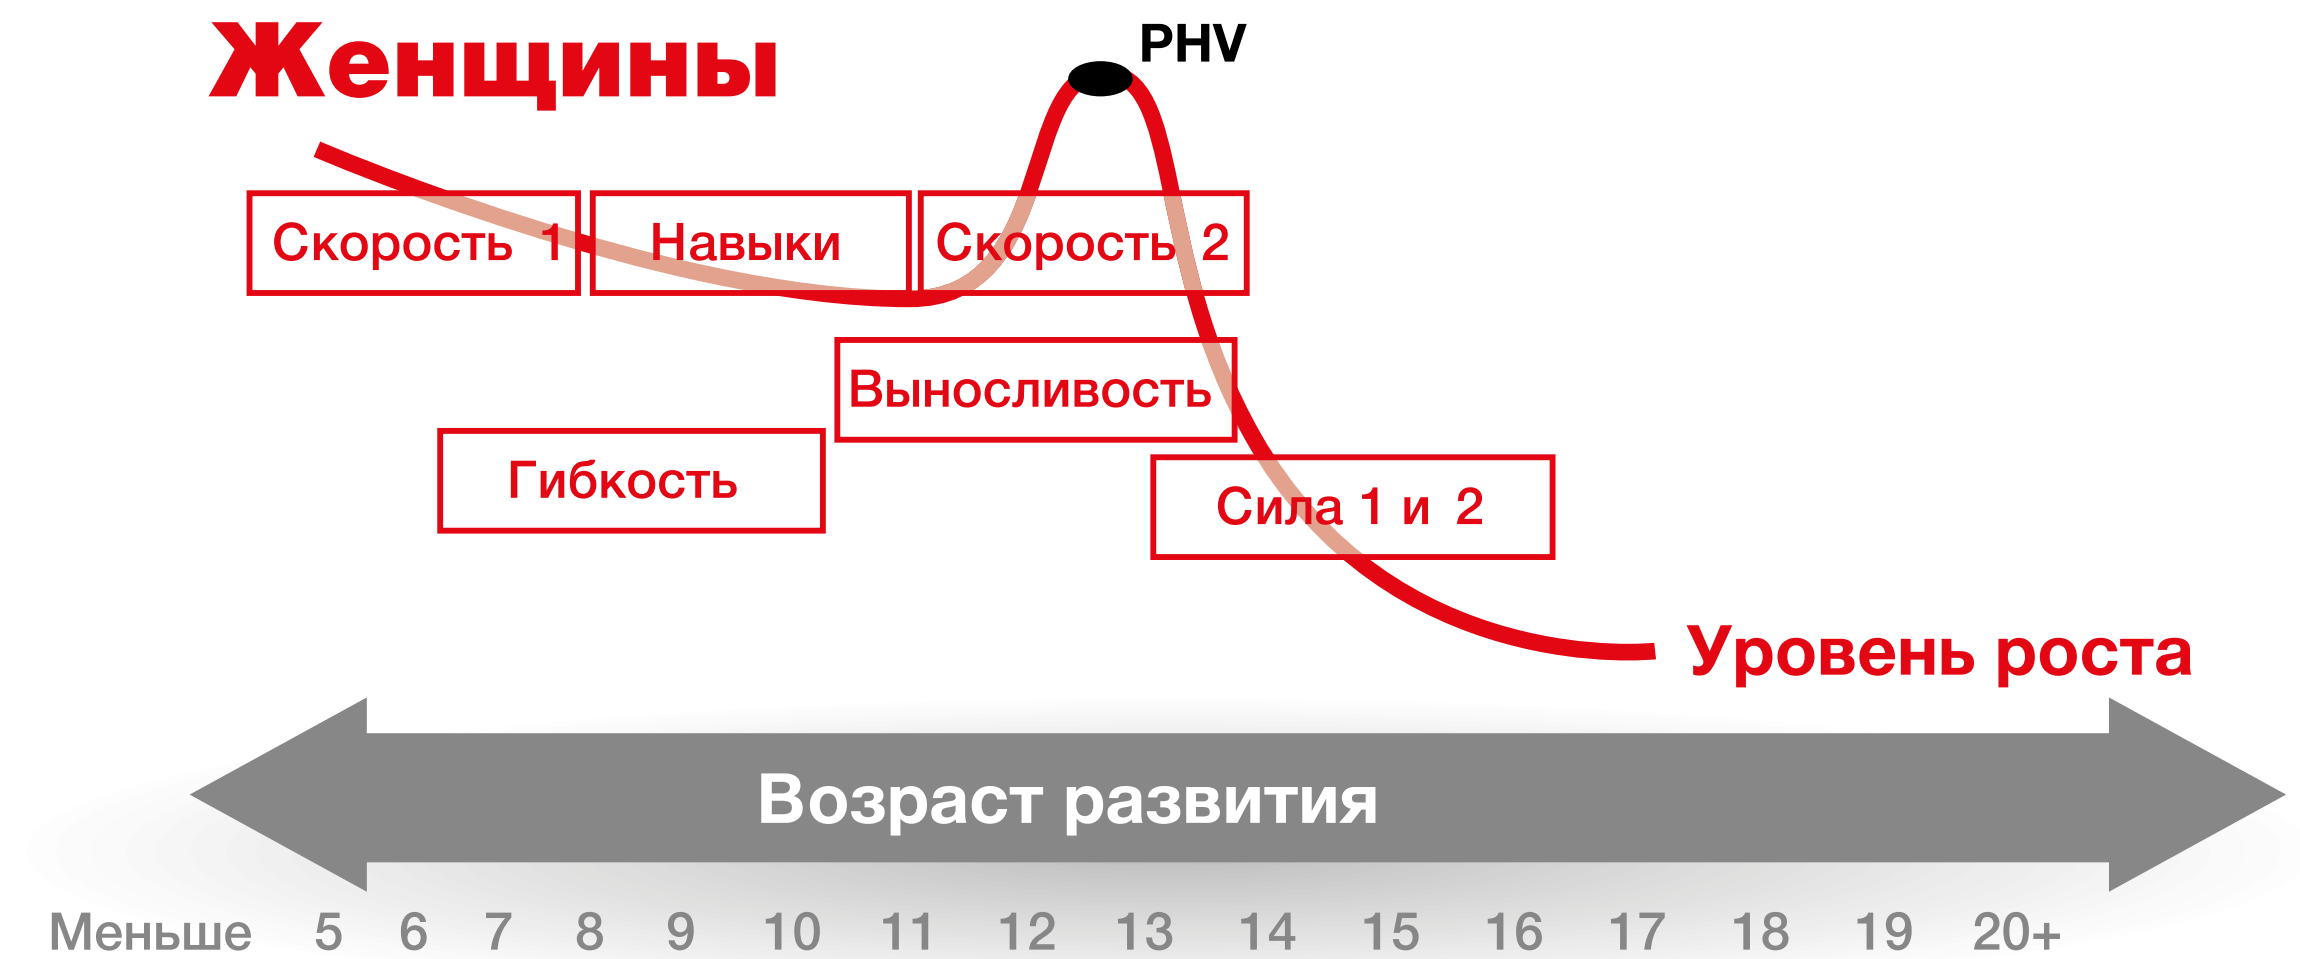 Женщины
PHV
Скорость 1
Навыки
Скорость 2
Выносливость
Гибкость
Сила 1 и 2
Уровень роста
Возраст развития
Меньше 5 6 7 8 9 10 11 12 13 14 15 16 17 18 19 20+